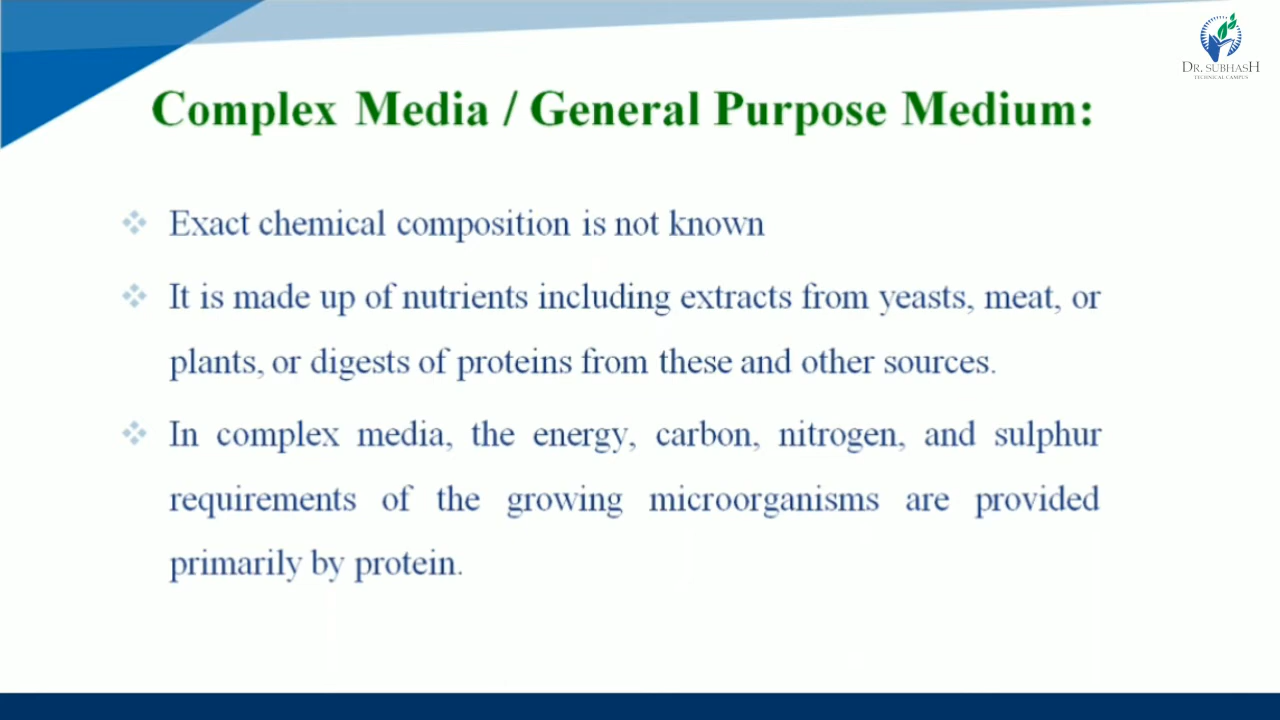 DR. SUBHASH
TECHNICAL CAMPUS
Complex Media / General Purpose Medium:
Exact chemical composition is not known
It is made up of nutrients including extracts from yeasts, meat, or
plants, or digests of proteins from these and other sources.
In complex media, the energy, carbon, nitrogen, and sulphur
requirements of the growing microorganisms are provided
primarily by protein.